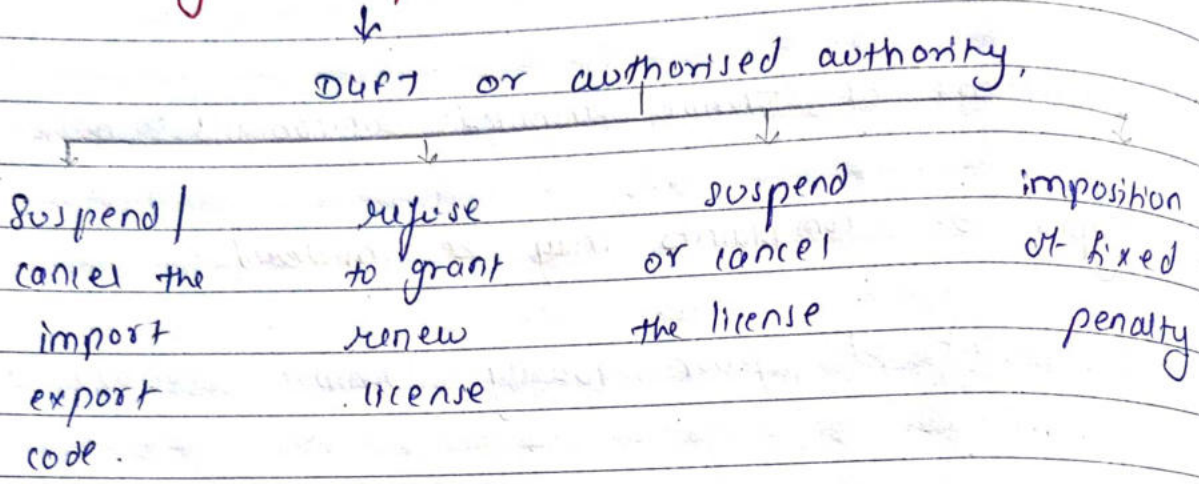 DGFT or authorised authority,
Suspend/
cancel the
import
export
code.
refuse
to grant
renew
license
suspend
or cancel
the license
imposition
of fixed
penalty